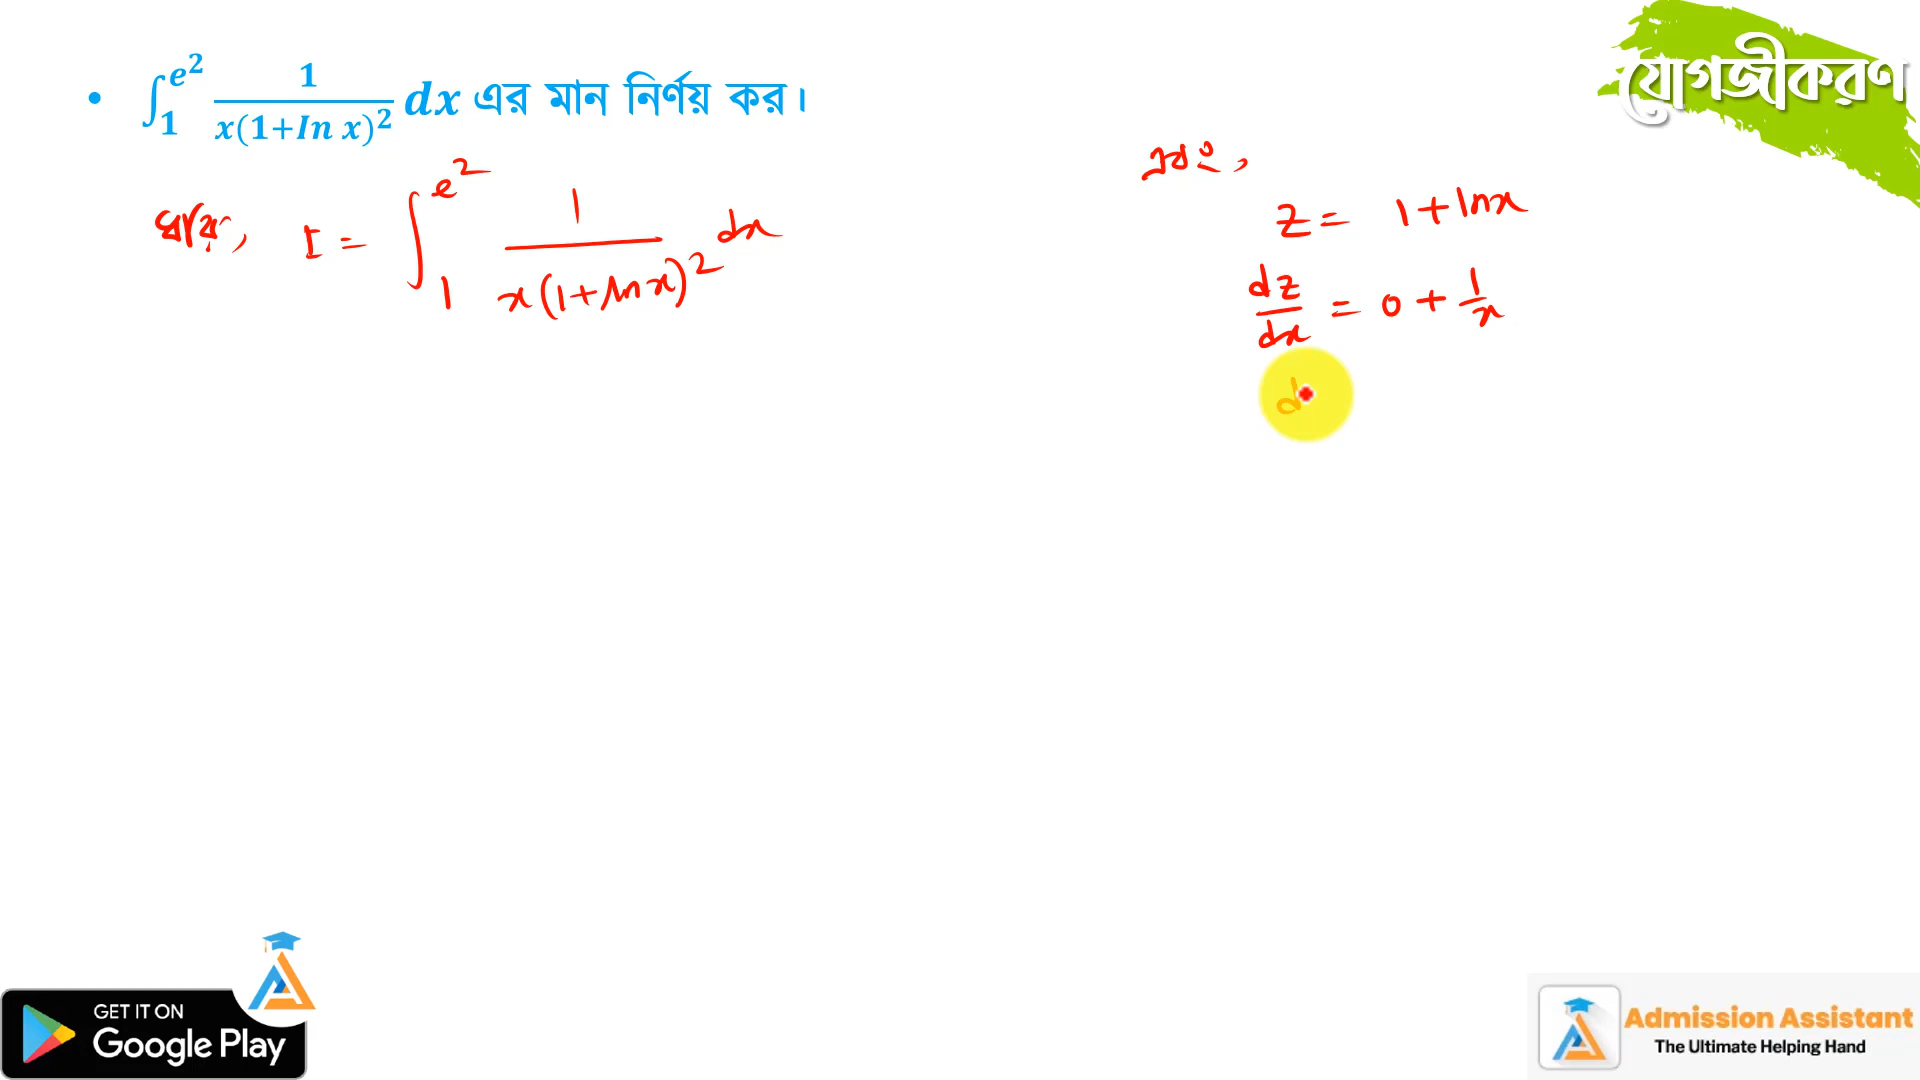 যোগজীকরণ
• ∫₁^{e²} 1/(x(1+In x)²) dx এর মান নির্ণয় কর।
ধরি, I = ∫₁^{e²} 1/(x(1+ln x)²) dx
এবং,
z = 1+lnx
dz/dx = 0 + 1/x
d
GET IT ON
Google Play
Admission Assistant
The Ultimate Helping Hand